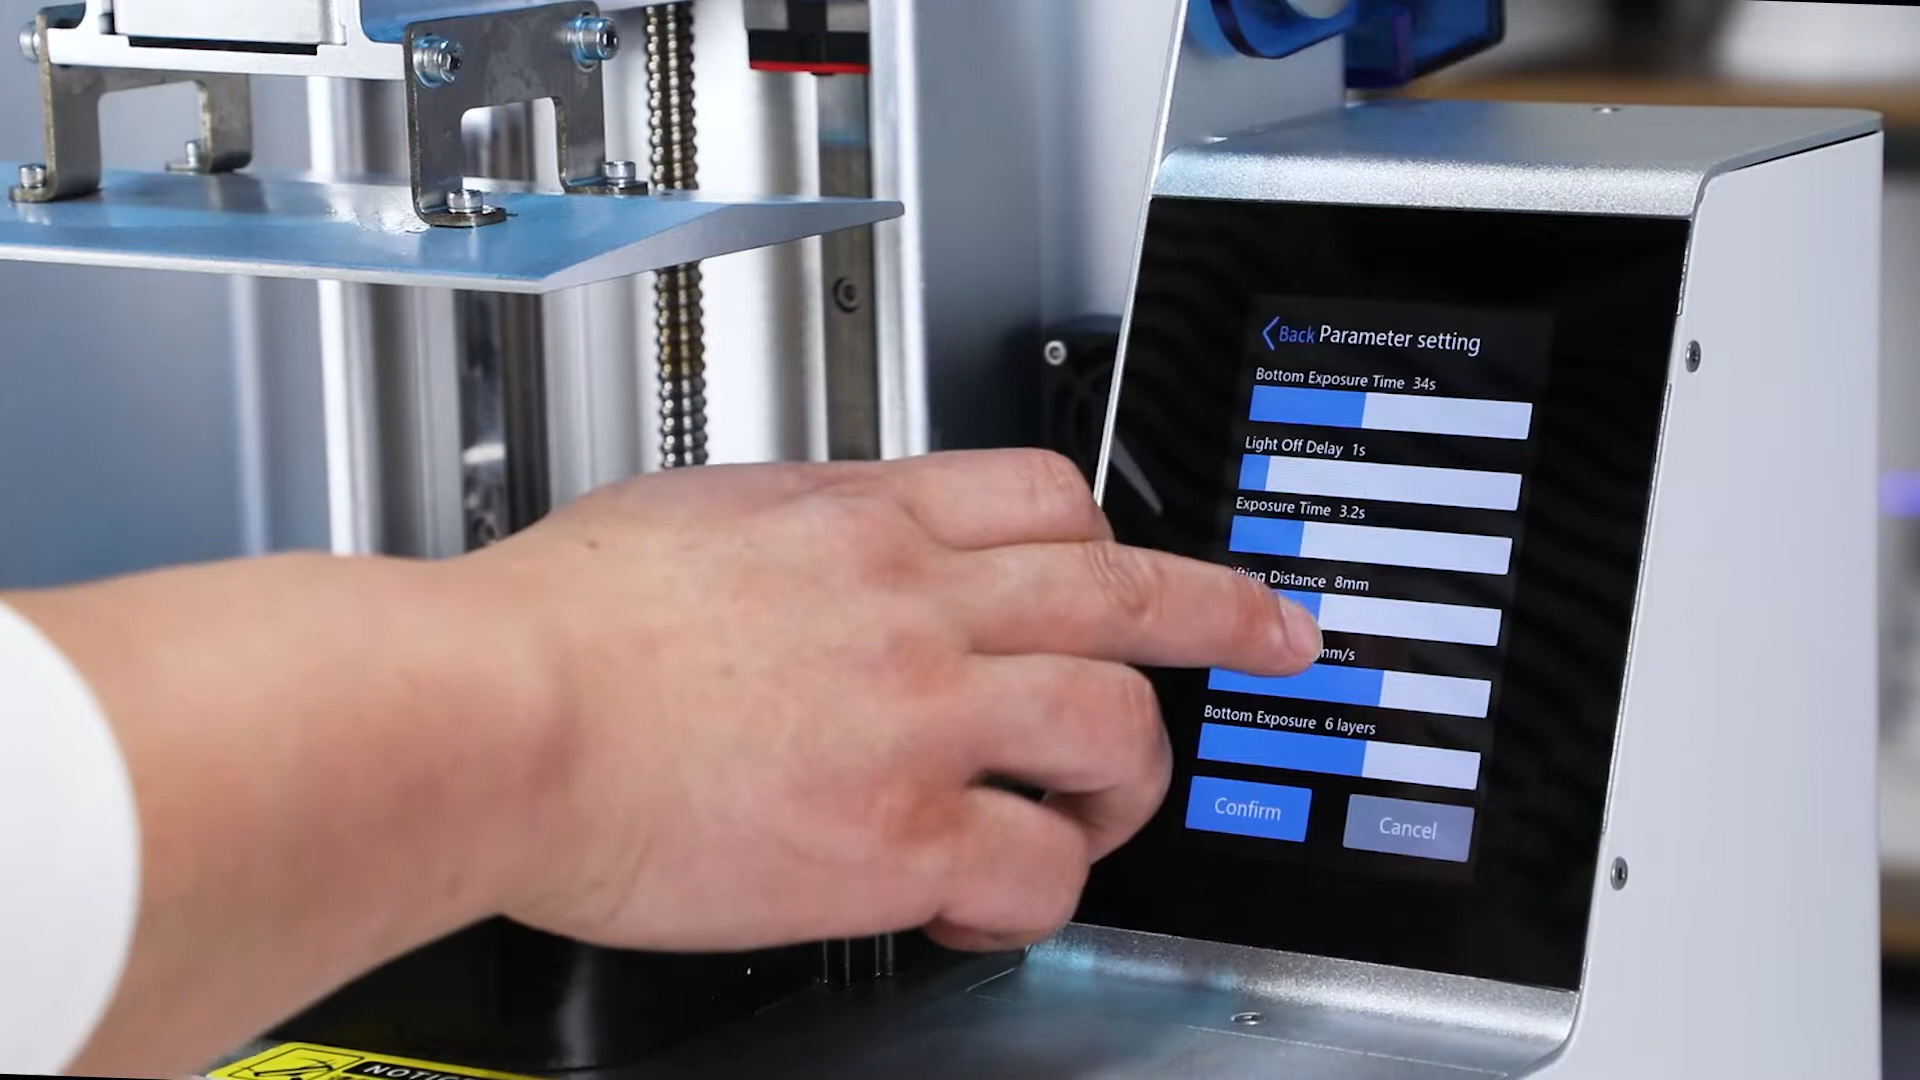 Back Parameter setting
Bottom Exposure Time 34s
Light Off Delay 1s
Exposure Time 3.2s
Distance 8mm
mm/s
Bottom Exposure 6 layers
Confirm
Cancel
NOTICE